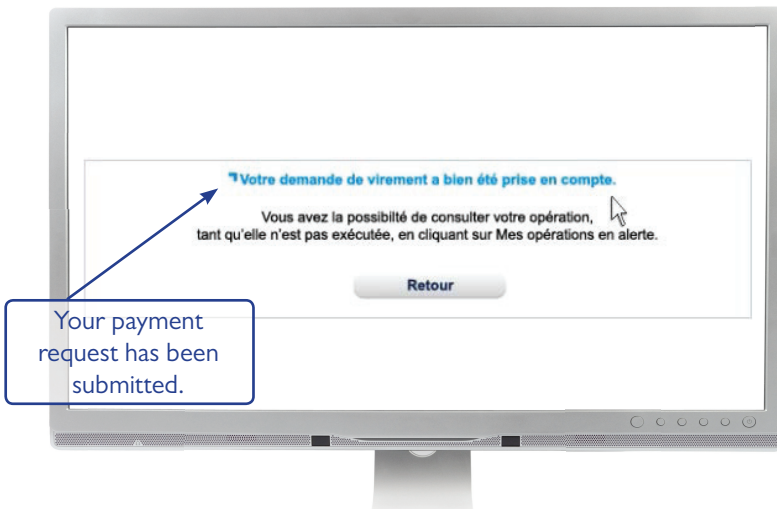 Votre demande de virement a bien été prise en compte.
Vous avez la possibilté de consulter votre opération,
tant qu'elle n'est pas exécutée, en cliquant sur Mes opérations en alerte.
Retour
Your payment
request has been
submitted.